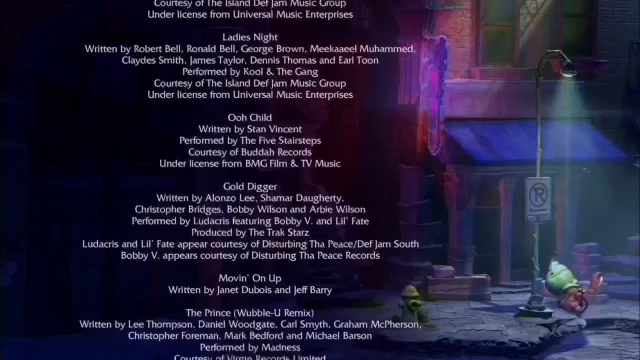 Courtesy of The Island Def Jam Music Group
Under license from Universal Music Enterprises
Ladies Night
Written by Robert Bell, Ronald Bell, George Brown, Meekaaeel Muhammed,
Claydes Smith, James Taylor, Dennis Thomas and Earl Toon
Performed by Kool & The Gang
Courtesy of The Island Def Jam Music Group
Under license from Universal Music Enterprises
Ooh Child
Written by Stan Vincent
Performed by The Five Stairsteps
Courtesy of Buddah Records
Under license from BMG Film & TV Music
Gold Digger
Written by Alonzo Lee, Shamar Daugherty,
Christopher Bridges, Bobby Wilson and Arbie Wilson
Performed by Ludacris featuring Bobby V. and Lil' Fate
Produced by The Trak Starz
Ludacris and Lil' Fate appear courtesy of Disturbing Tha Peace/Def Jam South
Bobby V. appears courtesy of Disturbing Tha Peace Records
Movin' On Up
Written by Janet Dubois and Jeff Barry
The Prince (Wubble-U Remix)
Written by Lee Thompson, Daniel Woodgate, Carl Smyth, Graham McPherson,
Christopher Foreman, Mark Bedford and Michael Barson
Performed by Madness
Courtesy of Virgin Records Limited